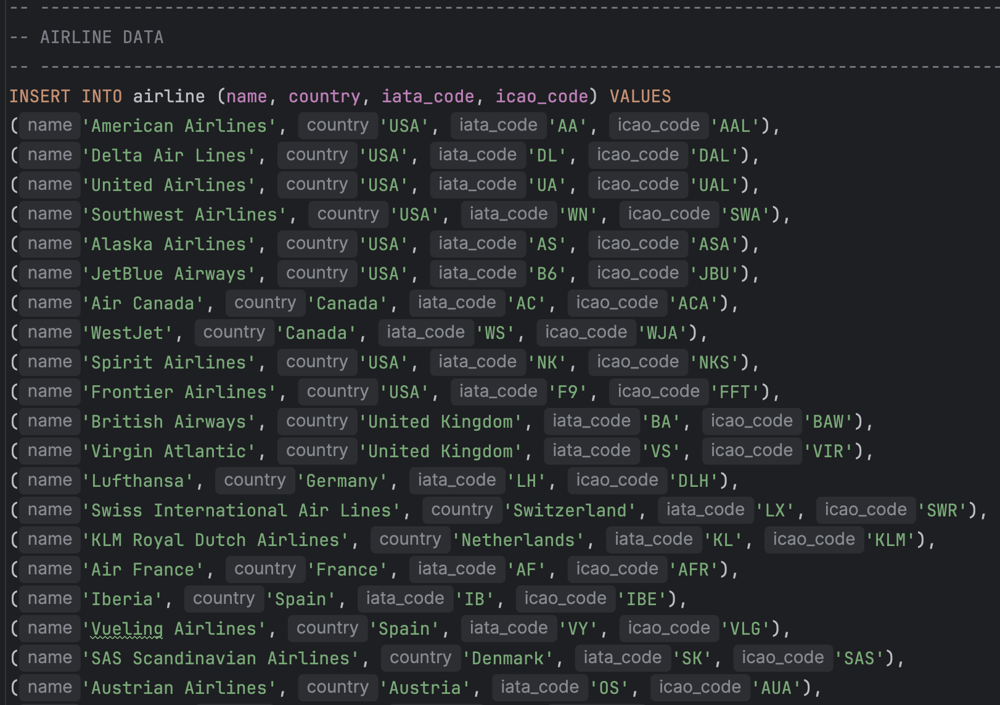 -- ------------------------------------------------------------------------------------------------
-- AIRLINE DATA
-- ------------------------------------------------------------------------------------------------
INSERT INTO airline (name, country, iata_code, icao_code) VALUES
( name 'American Airlines', country 'USA', iata_code 'AA', icao_code 'AAL'),
( name 'Delta Air Lines', country 'USA', iata_code 'DL', icao_code 'DAL'),
( name 'United Airlines', country 'USA', iata_code 'UA', icao_code 'UAL'),
( name 'Southwest Airlines', country 'USA', iata_code 'WN', icao_code 'SWA'),
( name 'Alaska Airlines', country 'USA', iata_code 'AS', icao_code 'ASA'),
( name 'JetBlue Airways', country 'USA', iata_code 'B6', icao_code 'JBU'),
( name 'Air Canada', country 'Canada', iata_code 'AC', icao_code 'ACA'),
( name 'WestJet', country 'Canada', iata_code 'WS', icao_code 'WJA'),
( name 'Spirit Airlines', country 'USA', iata_code 'NK', icao_code 'NKS'),
( name 'Frontier Airlines', country 'USA', iata_code 'F9', icao_code 'FFT'),
( name 'British Airways', country 'United Kingdom', iata_code 'BA', icao_code 'BAW'),
( name 'Virgin Atlantic', country 'United Kingdom', iata_code 'VS', icao_code 'VIR'),
( name 'Lufthansa', country 'Germany', iata_code 'LH', icao_code 'DLH'),
( name 'Swiss International Air Lines', country 'Switzerland', iata_code 'LX', icao_code 'SWR'),
( name 'KLM Royal Dutch Airlines', country 'Netherlands', iata_code 'KL', icao_code 'KLM'),
( name 'Air France', country 'France', iata_code 'AF', icao_code 'AFR'),
( name 'Iberia', country 'Spain', iata_code 'IB', icao_code 'IBE'),
( name 'Vueling Airlines', country 'Spain', iata_code 'VY', icao_code 'VLG'),
( name 'SAS Scandinavian Airlines', country 'Denmark', iata_code 'SK', icao_code 'SAS'),
( name 'Austrian Airlines', country 'Austria', iata_code 'OS', icao_code 'AUA'),